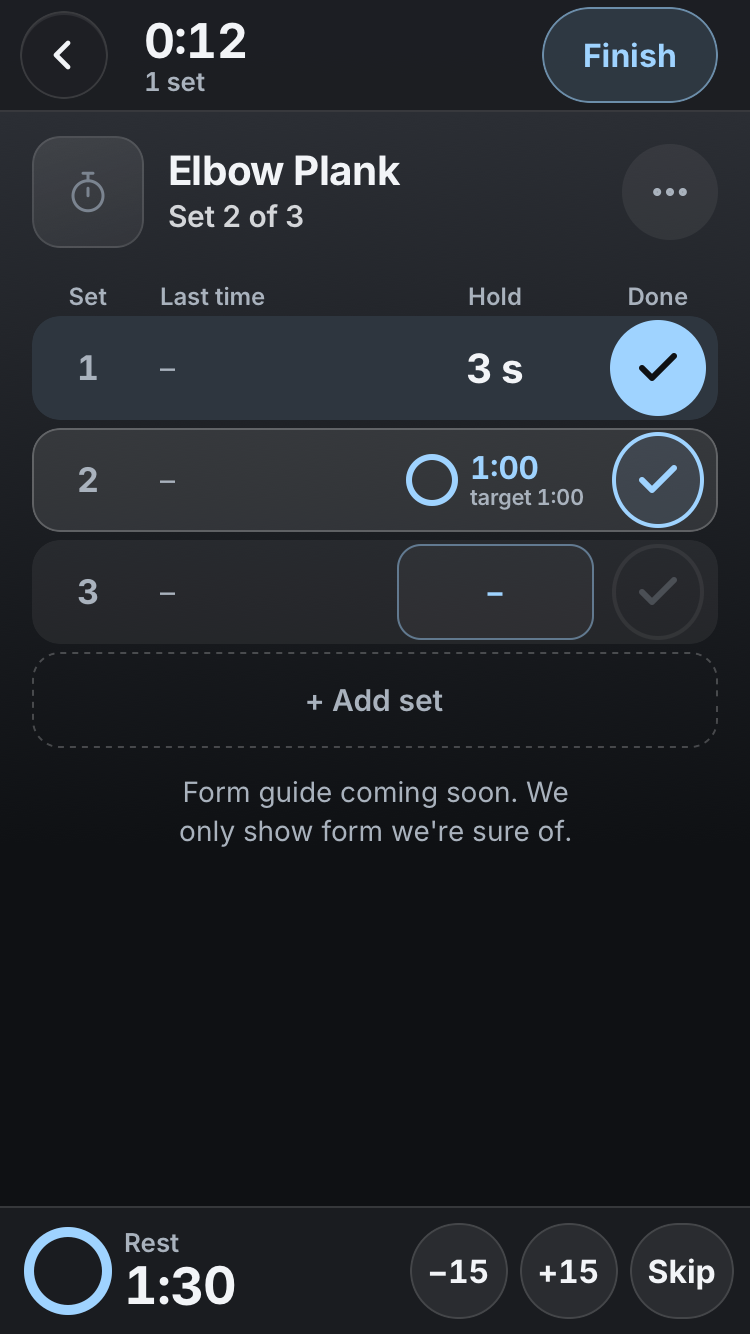 0:12
1 set
Finish
Elbow Plank
Set 2 of 3
Set Last time Hold Done
1 – 3 s
2 – 1:00
target 1:00
3 – –
+ Add set
Form guide coming soon. We
only show form we're sure of.
Rest
1:30
−15 +15 Skip